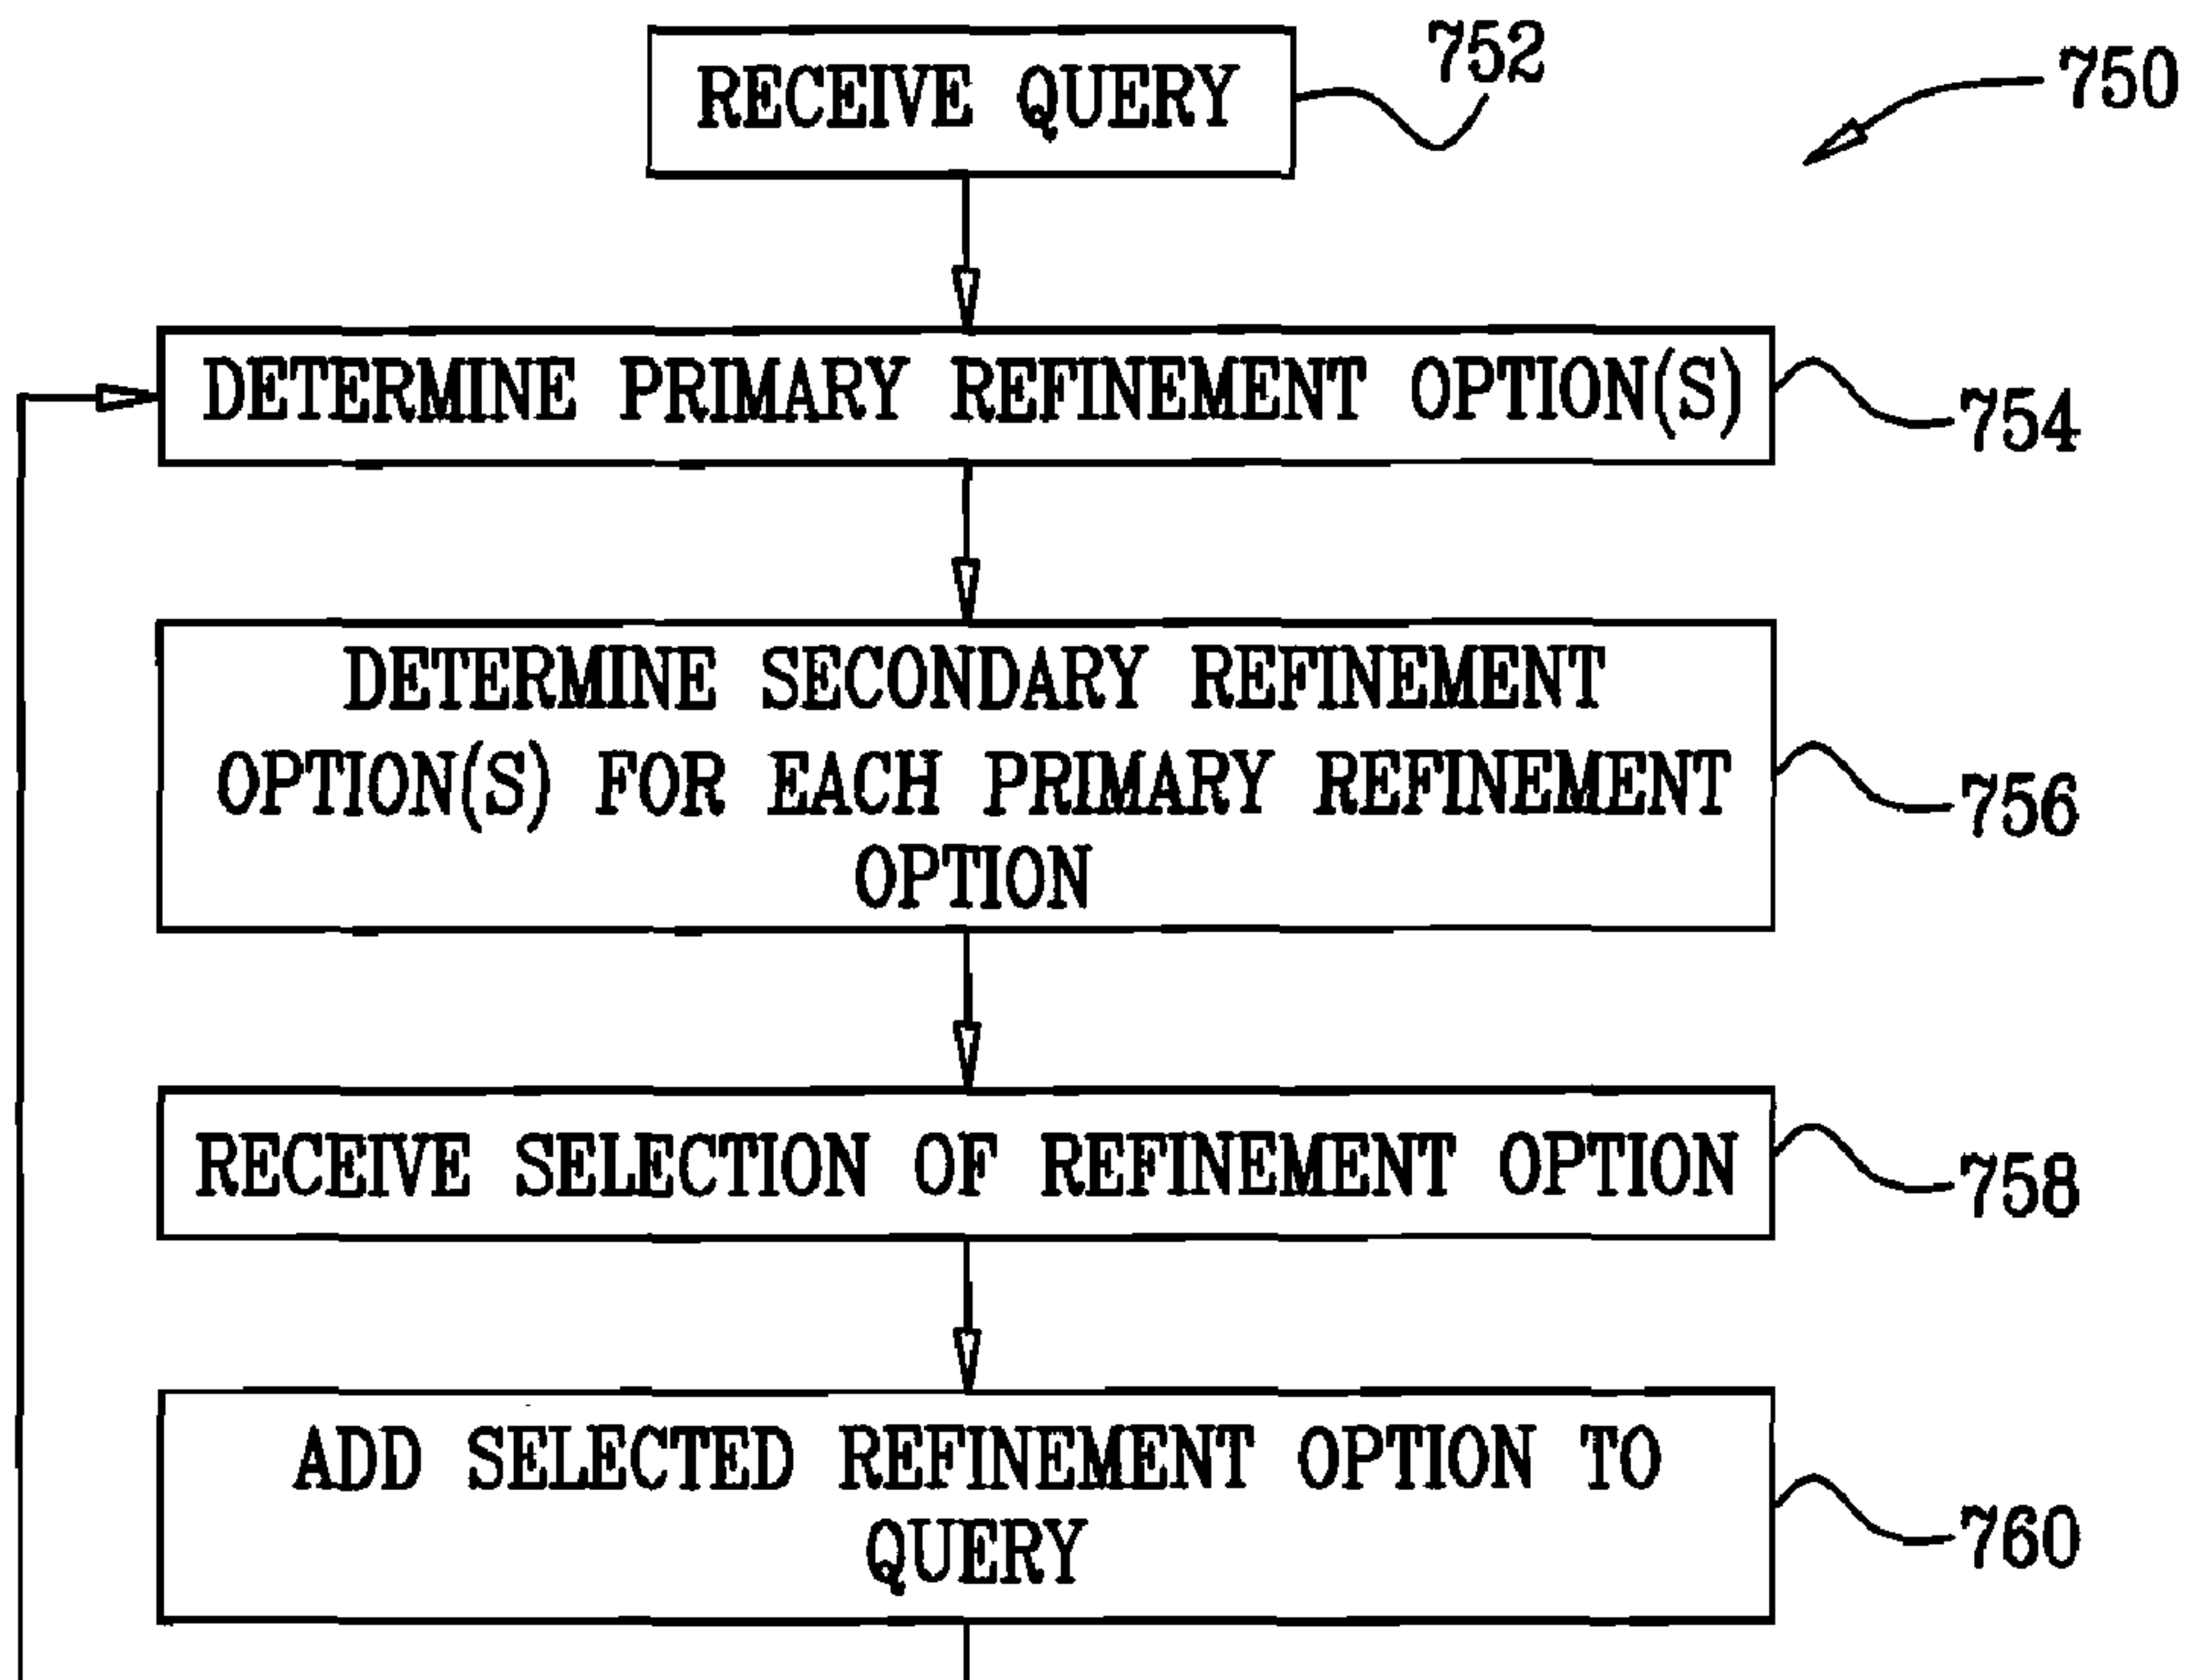 RECEIVE QUERY
752
750
DETERMINE PRIMARY REFINEMENT OPTION(S)
754
DETERMINE SECONDARY REFINEMENT
OPTION(S) FOR EACH PRIMARY REFINEMENT
OPTION
756
RECEIVE SELECTION OF REFINEMENT OPTION
758
ADD SELECTED REFINEMENT OPTION TO
QUERY
760